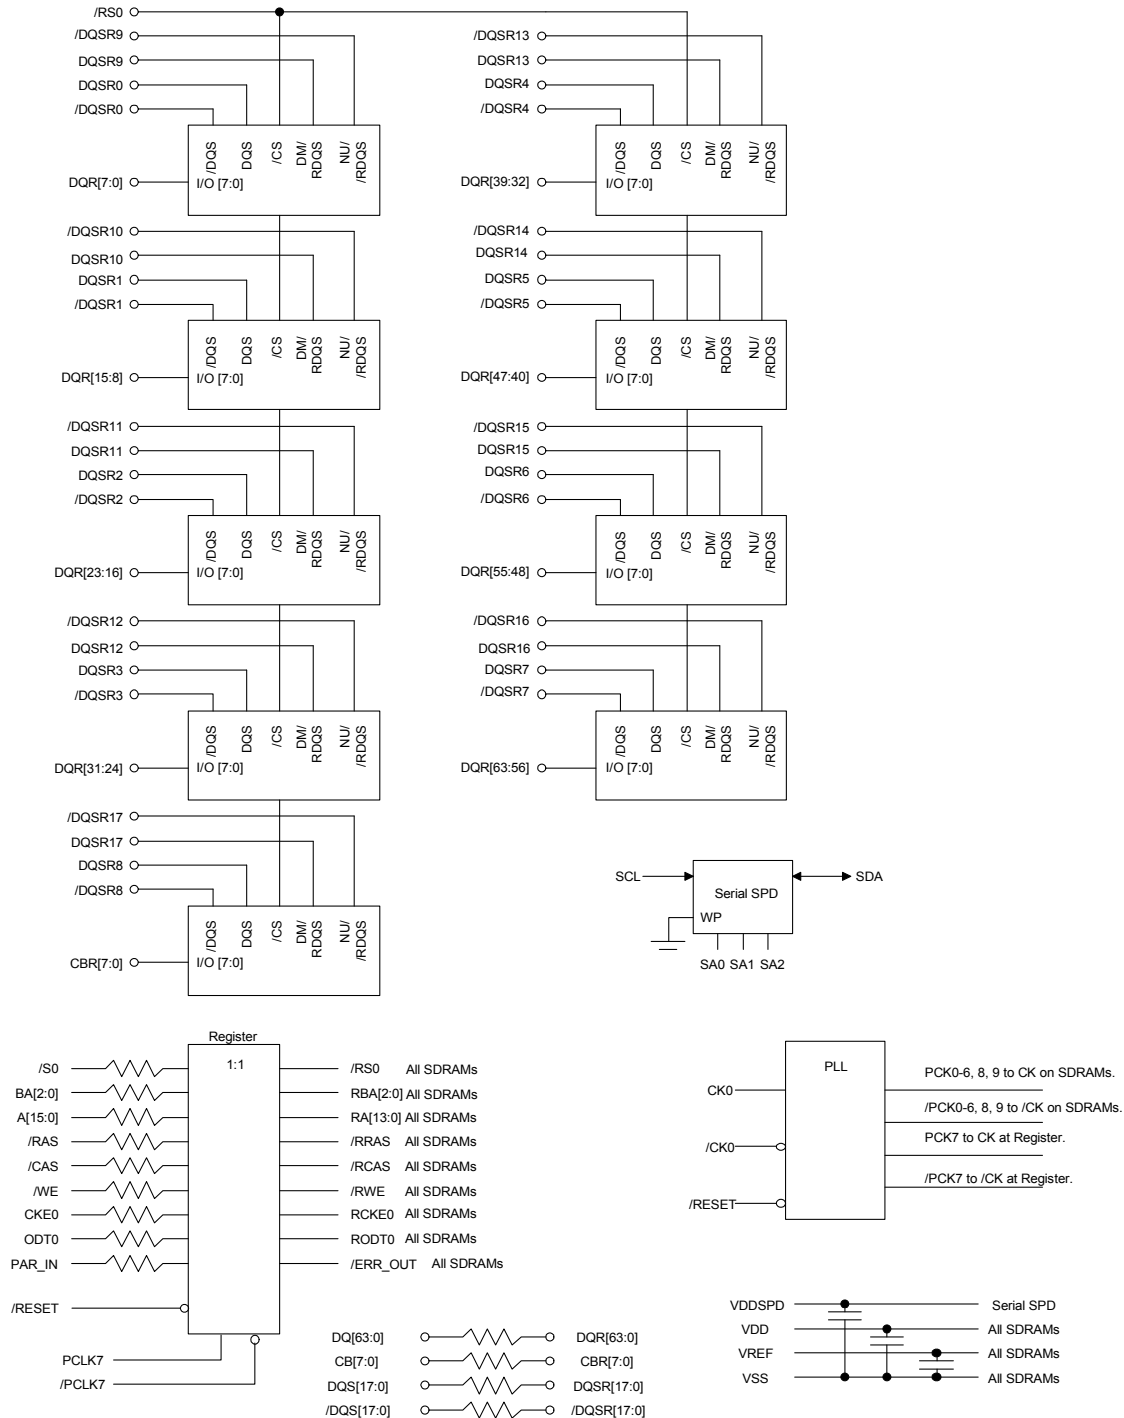 /RS0
/DQSR9
DQSR9
DQSR0
/DQSR0
/DQS
DQS
/CS
DM/
RDQS
NU/
/RDQS
DQR[7:0]
I/O [7:0]
/DQSR13
DQSR13
DQSR4
/DQSR4
/DQS
DQS
/CS
DM/
RDQS
NU/
/RDQS
DQR[39:32]
I/O [7:0]
/DQSR10
DQSR10
DQSR1
/DQSR1
/DQS
DQS
/CS
DM/
RDQS
NU/
/RDQS
DQR[15:8]
I/O [7:0]
/DQSR14
DQSR14
DQSR5
/DQSR5
/DQS
DQS
/CS
DM/
RDQS
NU/
/RDQS
DQR[47:40]
I/O [7:0]
/DQSR11
DQSR11
DQSR2
/DQSR2
/DQS
DQS
/CS
DM/
RDQS
NU/
/RDQS
DQR[23:16]
I/O [7:0]
/DQSR15
DQSR15
DQSR6
/DQSR6
/DQS
DQS
/CS
DM/
RDQS
NU/
/RDQS
DQR[55:48]
I/O [7:0]
/DQSR12
DQSR12
DQSR3
/DQSR3
/DQS
DQS
/CS
DM/
RDQS
NU/
/RDQS
DQR[31:24]
I/O [7:0]
/DQSR16
DQSR16
DQSR7
/DQSR7
/DQS
DQS
/CS
DM/
RDQS
NU/
/RDQS
DQR[63:56]
I/O [7:0]
/DQSR17
DQSR17
DQSR8
/DQSR8
/DQS
DQS
/CS
DM/
RDQS
NU/
/RDQS
CBR[7:0]
I/O [7:0]
SCL
Serial SPD
SDA
WP
SA0 SA1 SA2
Register
1:1
/S0
/RS0 All SDRAMs
BA[2:0]
RBA[2:0] All SDRAMs
A[15:0]
RA[13:0] All SDRAMs
/RAS
/RRAS All SDRAMs
/CAS
/RCAS All SDRAMs
/WE
/RWE All SDRAMs
CKE0
RCKE0 All SDRAMs
ODT0
RODT0 All SDRAMs
PAR_IN
/ERR_OUT All SDRAMs
/RESET
PCLK7
/PCLK7
PLL
CK0
/CK0
/RESET
PCK0-6, 8, 9 to CK on SDRAMs.
/PCK0-6, 8, 9 to /CK on SDRAMs.
PCK7 to CK at Register.
/PCK7 to /CK at Register.
DQ[63:0] DQR[63:0]
CB[7:0] CBR[7:0]
DQS[17:0] DQSR[17:0]
/DQS[17:0] /DQSR[17:0]
VDDSPD Serial SPD
VDD All SDRAMs
VREF All SDRAMs
VSS All SDRAMs